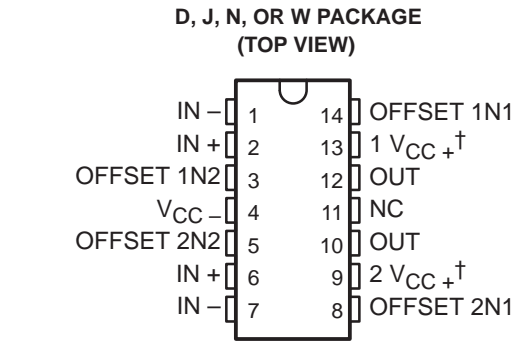 D, J, N, OR W PACKAGE
(TOP VIEW)
IN – 1 14 OFFSET 1N1
IN + 2 13 1 VCC +†
OFFSET 1N2 3 12 OUT
VCC – 4 11 NC
OFFSET 2N2 5 10 OUT
IN + 6 9 2 VCC +†
IN – 7 8 OFFSET 2N1